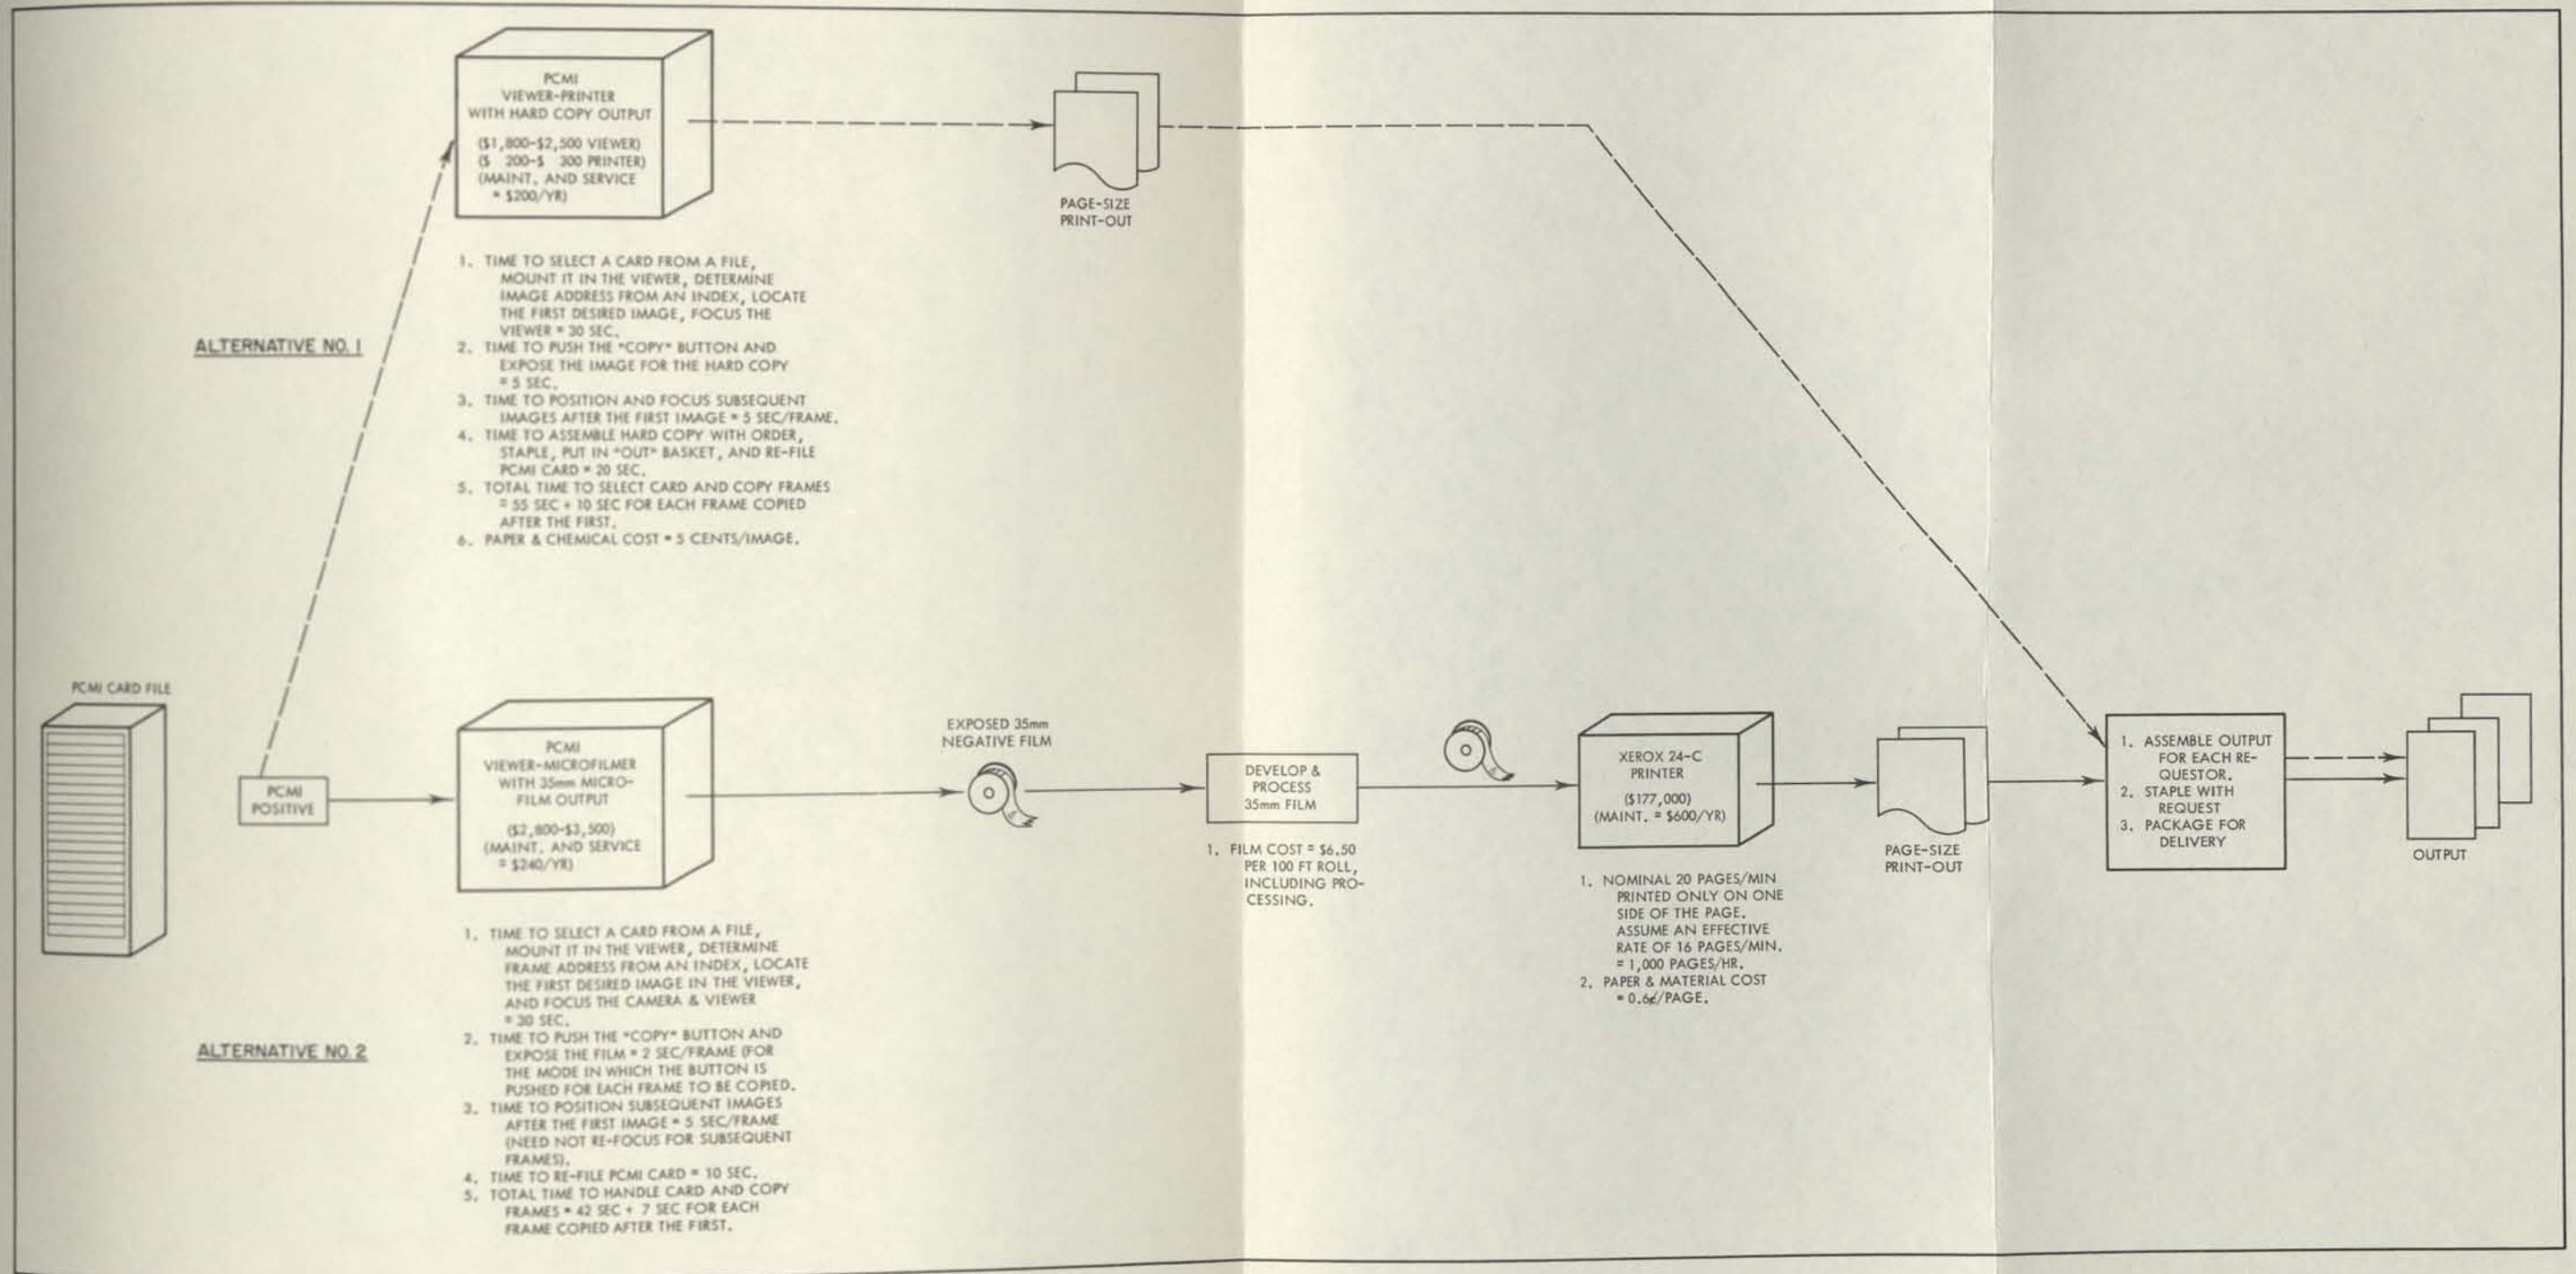 PCMI
VIEWER-PRINTER
WITH HARD COPY OUTPUT
($1,800-$2,500 VIEWER)
($ 200-$ 300 PRINTER)
(MAINT. AND SERVICE
= $200/YR)
PAGE-SIZE
PRINT-OUT
ALTERNATIVE NO. 1
1. TIME TO SELECT A CARD FROM A FILE,
MOUNT IT IN THE VIEWER, DETERMINE
IMAGE ADDRESS FROM AN INDEX, LOCATE
THE FIRST DESIRED IMAGE, FOCUS THE
VIEWER = 30 SEC.
2. TIME TO PUSH THE "COPY" BUTTON AND
EXPOSE THE IMAGE FOR THE HARD COPY
= 5 SEC.
3. TIME TO POSITION AND FOCUS SUBSEQUENT
IMAGES AFTER THE FIRST IMAGE = 5 SEC/FRAME.
4. TIME TO ASSEMBLE HARD COPY WITH ORDER,
STAPLE, PUT IN "OUT" BASKET, AND RE-FILE
PCMI CARD = 20 SEC.
5. TOTAL TIME TO SELECT CARD AND COPY FRAMES
= 55 SEC + 10 SEC FOR EACH FRAME COPIED
AFTER THE FIRST.
6. PAPER & CHEMICAL COST = 5 CENTS/IMAGE.
PCMI CARD FILE
PCMI
POSITIVE
PCMI
VIEWER-MICROFILMER
WITH 35mm MICRO-
FILM OUTPUT
($2,800-$3,500)
(MAINT. AND SERVICE
= $240/YR)
EXPOSED 35mm
NEGATIVE FILM
DEVELOP &
PROCESS
35mm FILM
1. FILM COST = $6.50
PER 100 FT ROLL,
INCLUDING PRO-
CESSING.
XEROX 24-C
PRINTER
($177,000)
(MAINT. = $600/YR)
1. NOMINAL 20 PAGES/MIN
PRINTED ONLY ON ONE
SIDE OF THE PAGE.
ASSUME AN EFFECTIVE
RATE OF 16 PAGES/MIN.
= 1,000 PAGES/HR.
2. PAPER & MATERIAL COST
= 0.6¢/PAGE.
PAGE-SIZE
PRINT-OUT
1. ASSEMBLE OUTPUT
FOR EACH RE-
QUESTOR.
2. STAPLE WITH
REQUEST
3. PACKAGE FOR
DELIVERY
OUTPUT
ALTERNATIVE NO. 2
1. TIME TO SELECT A CARD FROM A FILE,
MOUNT IT IN THE VIEWER, DETERMINE
FRAME ADDRESS FROM AN INDEX, LOCATE
THE FIRST DESIRED IMAGE IN THE VIEWER,
AND FOCUS THE CAMERA & VIEWER
= 30 SEC.
2. TIME TO PUSH THE "COPY" BUTTON AND
EXPOSE THE FILM = 2 SEC/FRAME (FOR
THE MODE IN WHICH THE BUTTON IS
PUSHED FOR EACH FRAME TO BE COPIED.
3. TIME TO POSITION SUBSEQUENT IMAGES
AFTER THE FIRST IMAGE = 5 SEC/FRAME
(NEED NOT RE-FOCUS FOR SUBSEQUENT
FRAMES).
4. TIME TO RE-FILE PCMI CARD = 10 SEC.
5. TOTAL TIME TO HANDLE CARD AND COPY
FRAMES = 42 SEC + 7 SEC FOR EACH
FRAME COPIED AFTER THE FIRST.